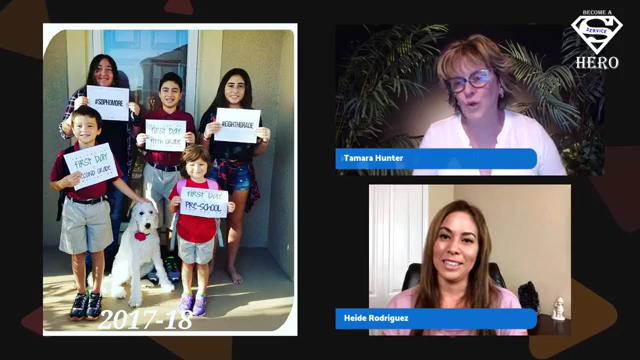 BECOME A
SERVICE
HERO
#SOPHOMORE
FIRST DAY
FIFTH GRADE
#EIGHTHGRADE
FIRST DAY
SECOND GRADE
FIRST DAY
PRE-SCHOOL
2017-18
Tamara Hunter
Heide Rodriguez